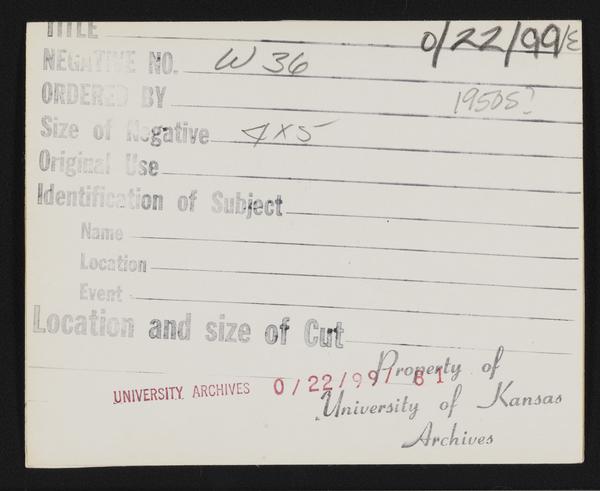 TITLE 0/22/99/E
NEGATIVE NO. W 36
ORDERED BY 1950s?
Size of Negative 4x5
Original Use
Identification of Subject
Name
Location
Event
Location and size of Cut
Property of
UNIVERSITY ARCHIVES 0/22/99/ B 1
University of Kansas
Archives